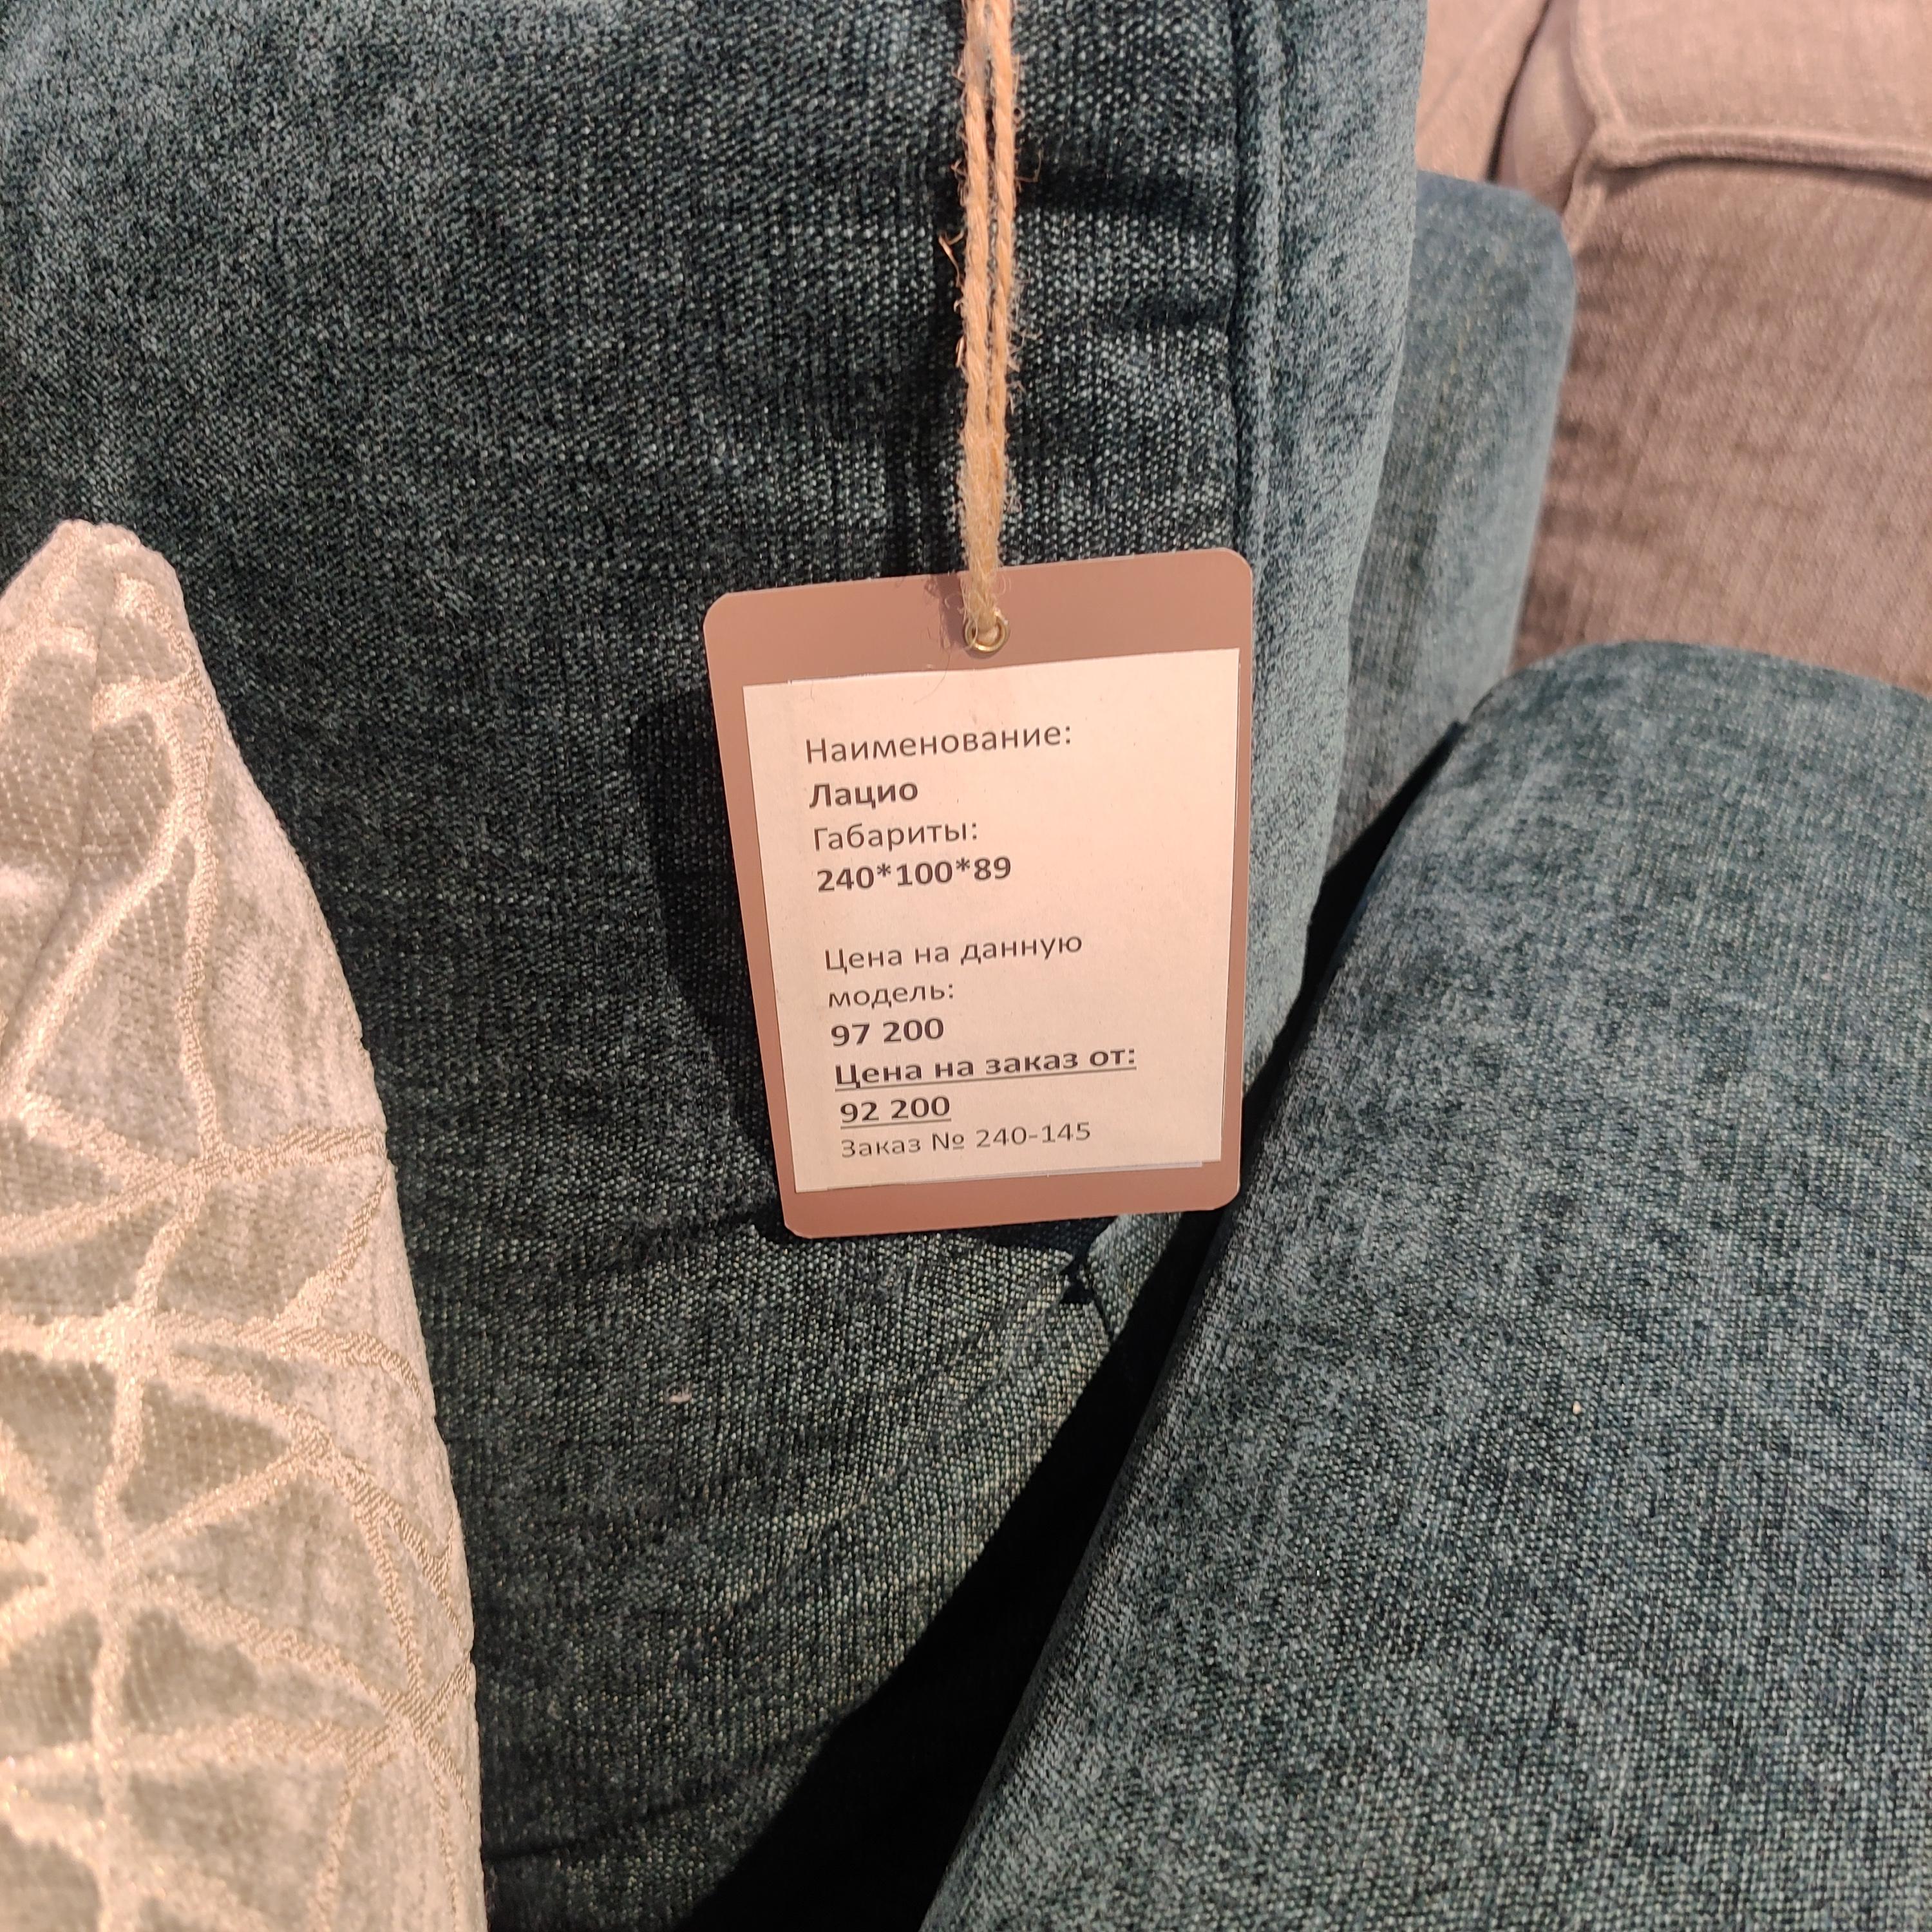 Наименование:
Лацио
Габариты:
240*100*89
Цена на данную
модель:
97 200
Цена на заказ от:
92 200
Заказ № 240-145